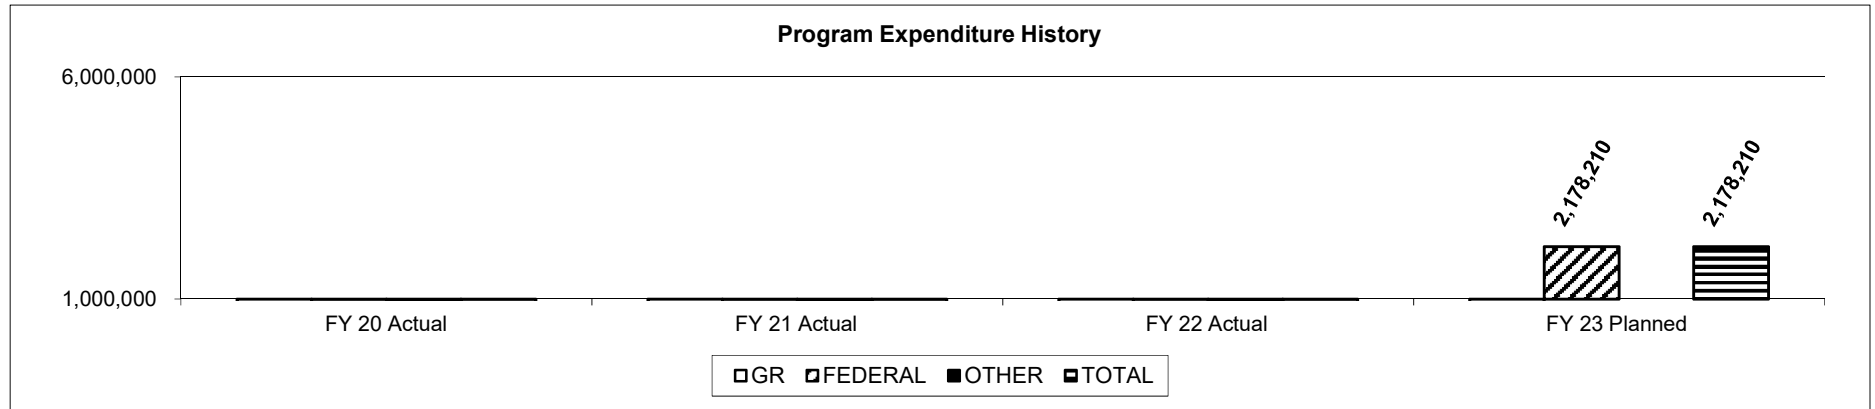 Program Expenditure History
6,000,000
2,178,210
2,178,210
1,000,000
FY 20 Actual
FY 21 Actual
FY 22 Actual
FY 23 Planned
GR FEDERAL OTHER TOTAL